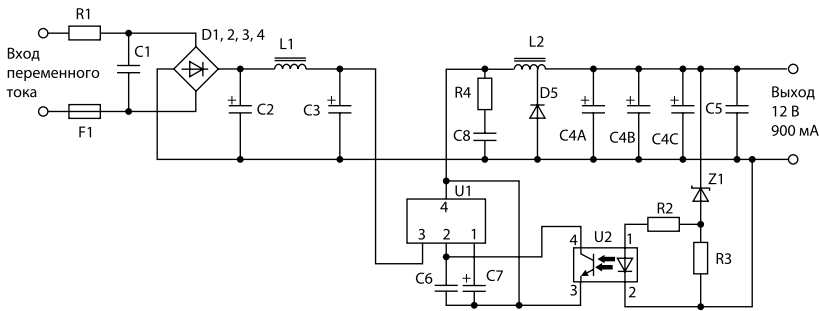 R1
D1, 2, 3, 4
L1
L2
Вход
переменного
тока
C1
C2
C3
R4
D5
C8
C4A
C4B
C4C
C5
Выход
12 В
900 мА
F1
U1
4
3
2
1
C6
C7
Z1
R2
U2
4
1
3
2
R3
+
+
+
+
+
+